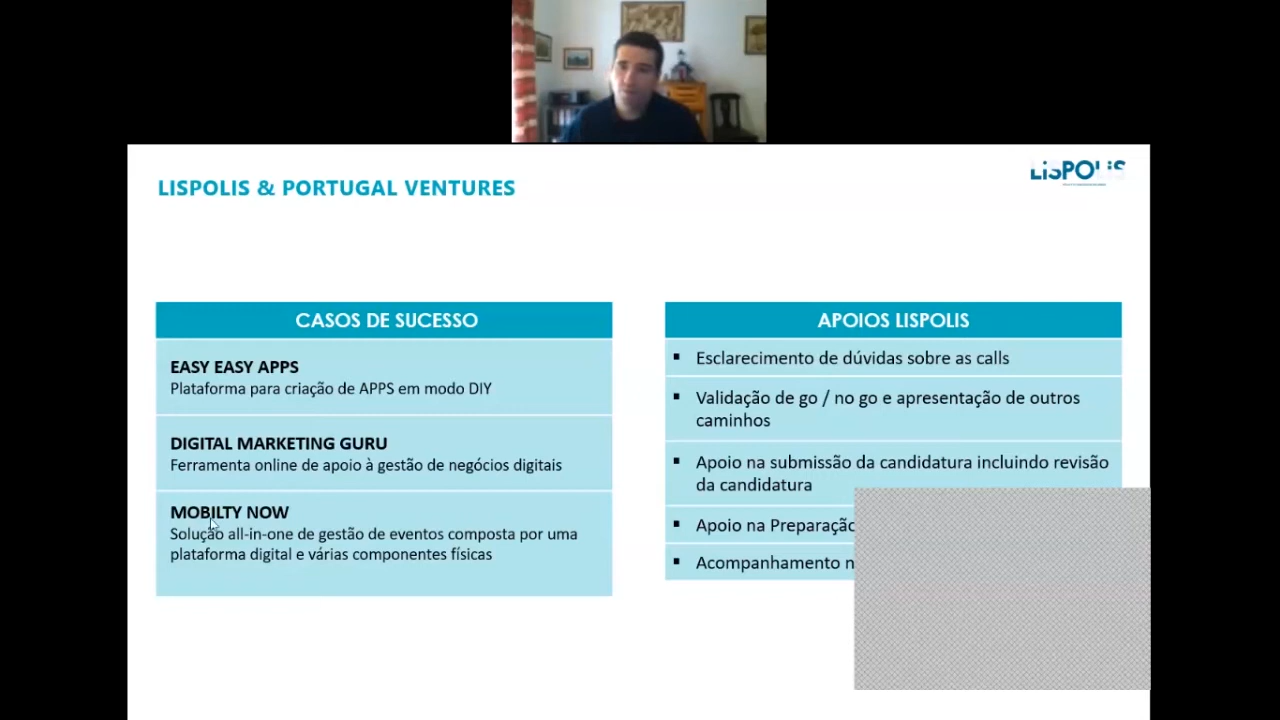 LISPOLIS & PORTUGAL VENTURES
LiSPOLiS
CASOS DE SUCESSO
EASY EASY APPS
Plataforma para criação de APPS em modo DIY
DIGITAL MARKETING GURU
Ferramenta online de apoio à gestão de negócios digitais
MOBILTY NOW
Solução all-in-one de gestão de eventos composta por uma
plataforma digital e várias componentes físicas
APOIOS LISPOLIS
▪ Esclarecimento de dúvidas sobre as calls
▪ Validação de go / no go e apresentação de outros
caminhos
▪ Apoio na submissão da candidatura incluindo revisão
da candidatura
▪ Apoio na Preparação
▪ Acompanhamento n